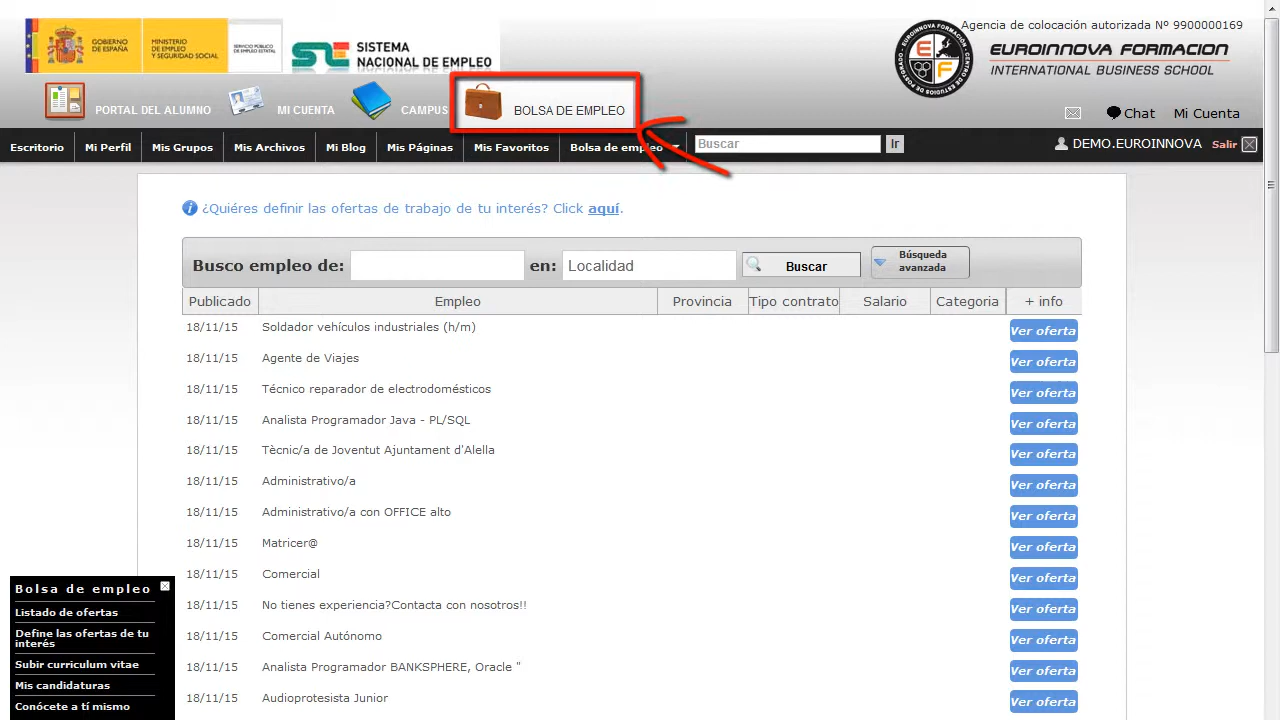 GOBIERNO DE ESPAÑA
MINISTERIO DE EMPLEO Y SEGURIDAD SOCIAL
SERVICIO PÚBLICO DE EMPLEO ESTATAL
SISTEMA NACIONAL DE EMPLEO
Agencia de colocación autorizada Nº 9900000169
EUROINNOVA FORMACION
INTERNATIONAL BUSINESS SCHOOL
PORTAL DEL ALUMNO
MI CUENTA
CAMPUS
BOLSA DE EMPLEO
Chat
Mi Cuenta
Escritorio
Mi Perfil
Mis Grupos
Mis Archivos
Mi Blog
Mis Páginas
Mis Favoritos
Bolsa de empleo
Buscar
Ir
DEMO.EUROINNOVA
Salir
¿Quiéres definir las ofertas de trabajo de tu interés? Click aquí.
Busco empleo de:
en:
Localidad
Buscar
Búsqueda avanzada
Publicado Empleo Provincia Tipo contrato Salario Categoria + info
18/11/15 Soldador vehículos industriales (h/m) Ver oferta
18/11/15 Agente de Viajes Ver oferta
18/11/15 Técnico reparador de electrodomésticos Ver oferta
18/11/15 Analista Programador Java - PL/SQL Ver oferta
18/11/15 Tècnic/a de Joventut Ajuntament d'Alella Ver oferta
18/11/15 Administrativo/a Ver oferta
18/11/15 Administrativo/a con OFFICE alto Ver oferta
18/11/15 Matricer@ Ver oferta
18/11/15 Comercial Ver oferta
18/11/15 No tienes experiencia?Contacta con nosotros!! Ver oferta
18/11/15 Comercial Autónomo Ver oferta
18/11/15 Analista Programador BANKSPHERE, Oracle " Ver oferta
18/11/15 Audioprotesista Junior Ver oferta
Bolsa de empleo
Listado de ofertas
Define las ofertas de tu
interés
Subir curriculum vitae
Mis candidaturas
Conócete a tí mismo